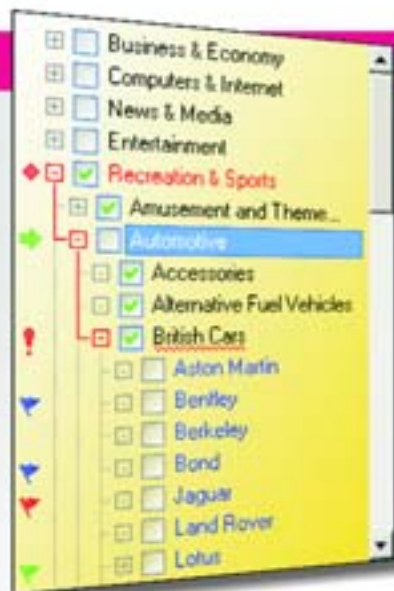 Business & Economy
Computers & Internet
News & Media
Entertainment
Recreation & Sports
Amusement and Theme...
Automotive
Accessories
Alternative Fuel Vehicles
British Cars
Aston Martin
Bentley
Berkeley
Bond
Jaguar
Land Rover
Lotus